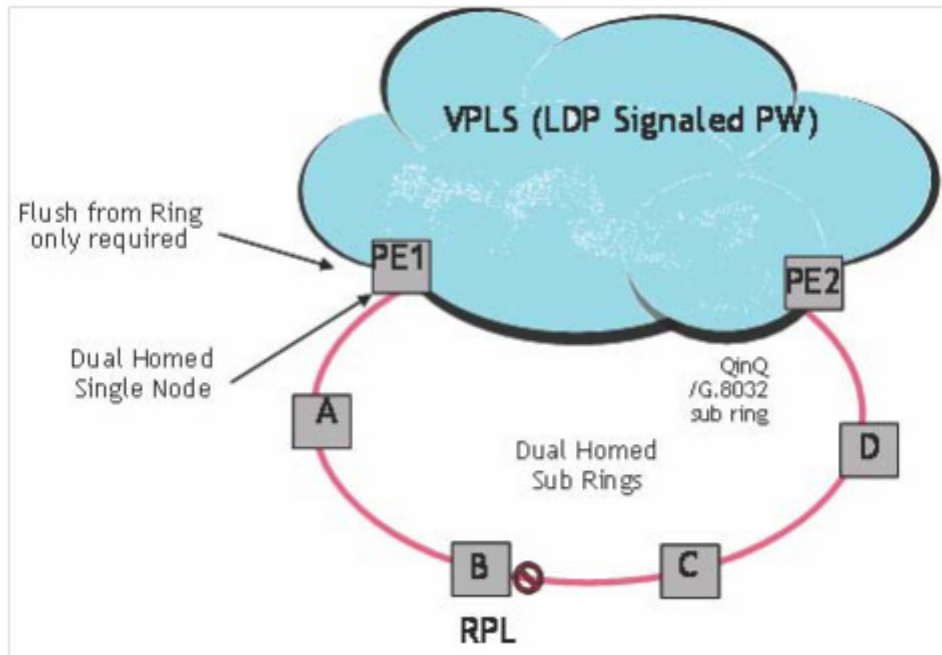 VPLS (LDP Signaled PW)
Flush from Ring
only required
PE1
PE2
Dual Homed
Single Node
QinQ
/G.8032
sub ring
A
D
Dual Homed
Sub Rings
B
C
RPL